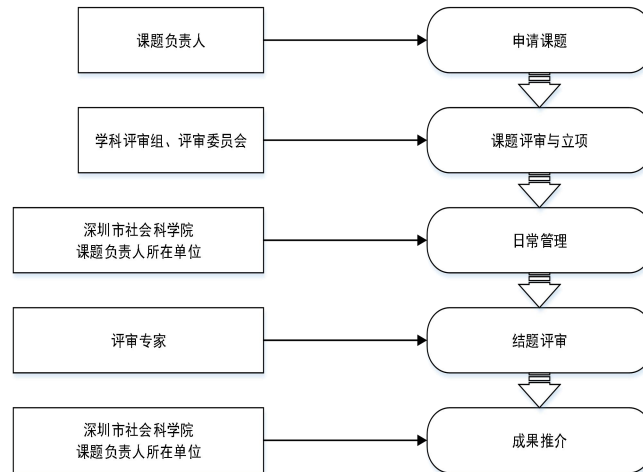 课题负责人
申请课题
学科评审组、评审委员会
课题评审与立项
深圳市社会科学院
课题负责人所在单位
日常管理
评审专家
结题评审
深圳市社会科学院
课题负责人所在单位
成果推介